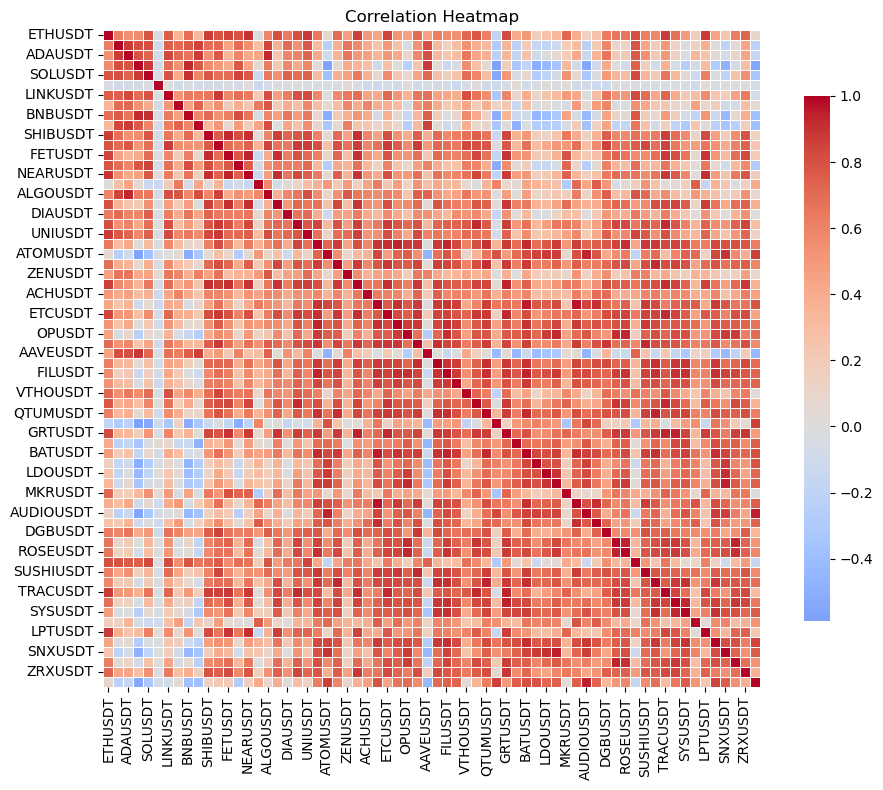 Correlation Heatmap
ETHUSDT
ADAUSDT
SOLUSDT
LINKUSDT
BNBUSDT
SHIBUSDT
FETUSDT
NEARUSDT
ALGOUSDT
DIAUSDT
UNIUSDT
ATOMUSDT
ZENUSDT
ACHUSDT
ETCUSDT
OPUSDT
AAVEUSDT
FILUSDT
VTHOUSDT
QTUMUSDT
GRTUSDT
BATUSDT
LDOUSDT
MKRUSDT
AUDIOUSDT
DGBUSDT
ROSEUSDT
SUSHIUSDT
TRACUSDT
SYSUSDT
LPTUSDT
SNXUSDT
ZRXUSDT
ETHUSDT
ADAUSDT
SOLUSDT
LINKUSDT
BNBUSDT
SHIBUSDT
FETUSDT
NEARUSDT
ALGOUSDT
DIAUSDT
UNIUSDT
ATOMUSDT
ZENUSDT
ACHUSDT
ETCUSDT
OPUSDT
AAVEUSDT
FILUSDT
VTHOUSDT
QTUMUSDT
GRTUSDT
BATUSDT
LDOUSDT
MKRUSDT
AUDIOUSDT
DGBUSDT
ROSEUSDT
SUSHIUSDT
TRACUSDT
SYSUSDT
LPTUSDT
SNXUSDT
ZRXUSDT
1.0
0.8
0.6
0.4
0.2
0.0
−0.2
−0.4